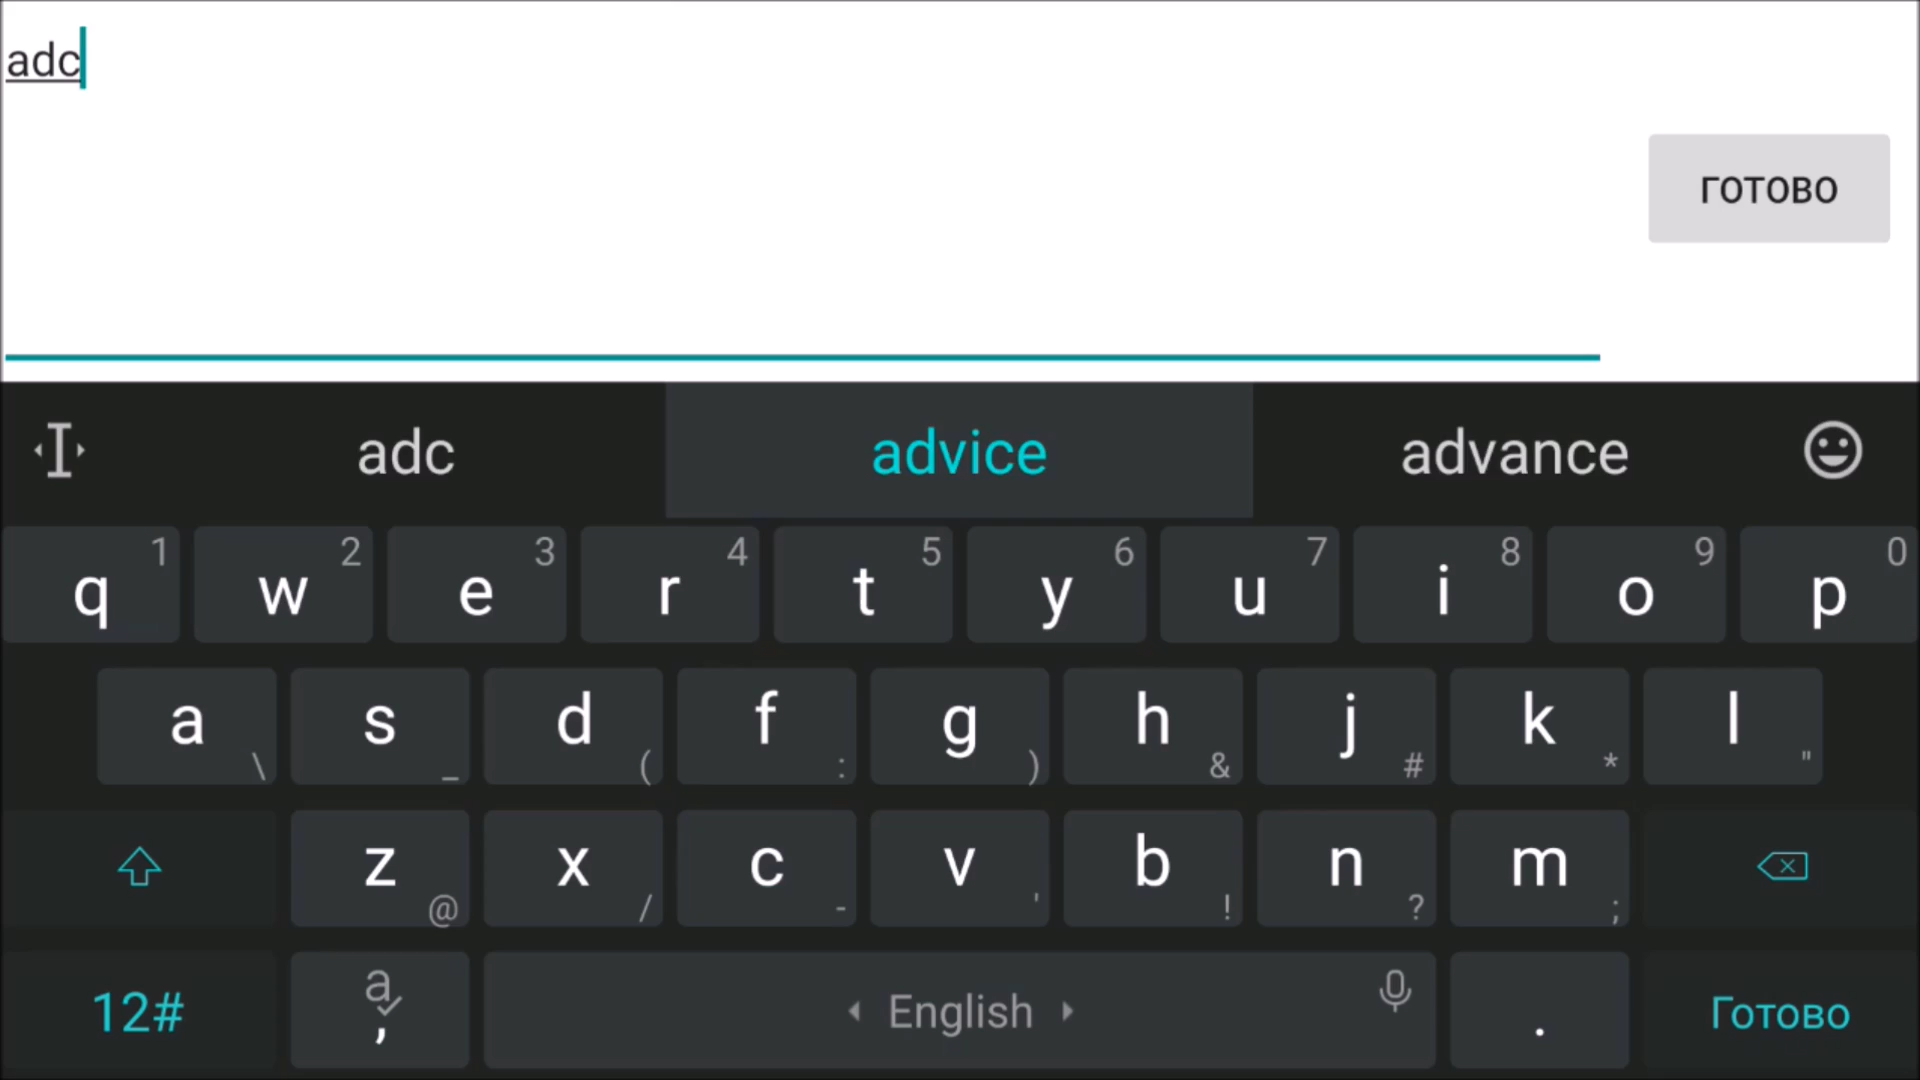 adc
ГОТОВО
adc advice advance
1 2 3 4 5 6 7 8 9 0
q w e r t y u i o p
a s d f g h j k l
\ _ ( : ) & # * "
z x c v b n m
@ / - ' ! ? ;
12# a , English . Готово